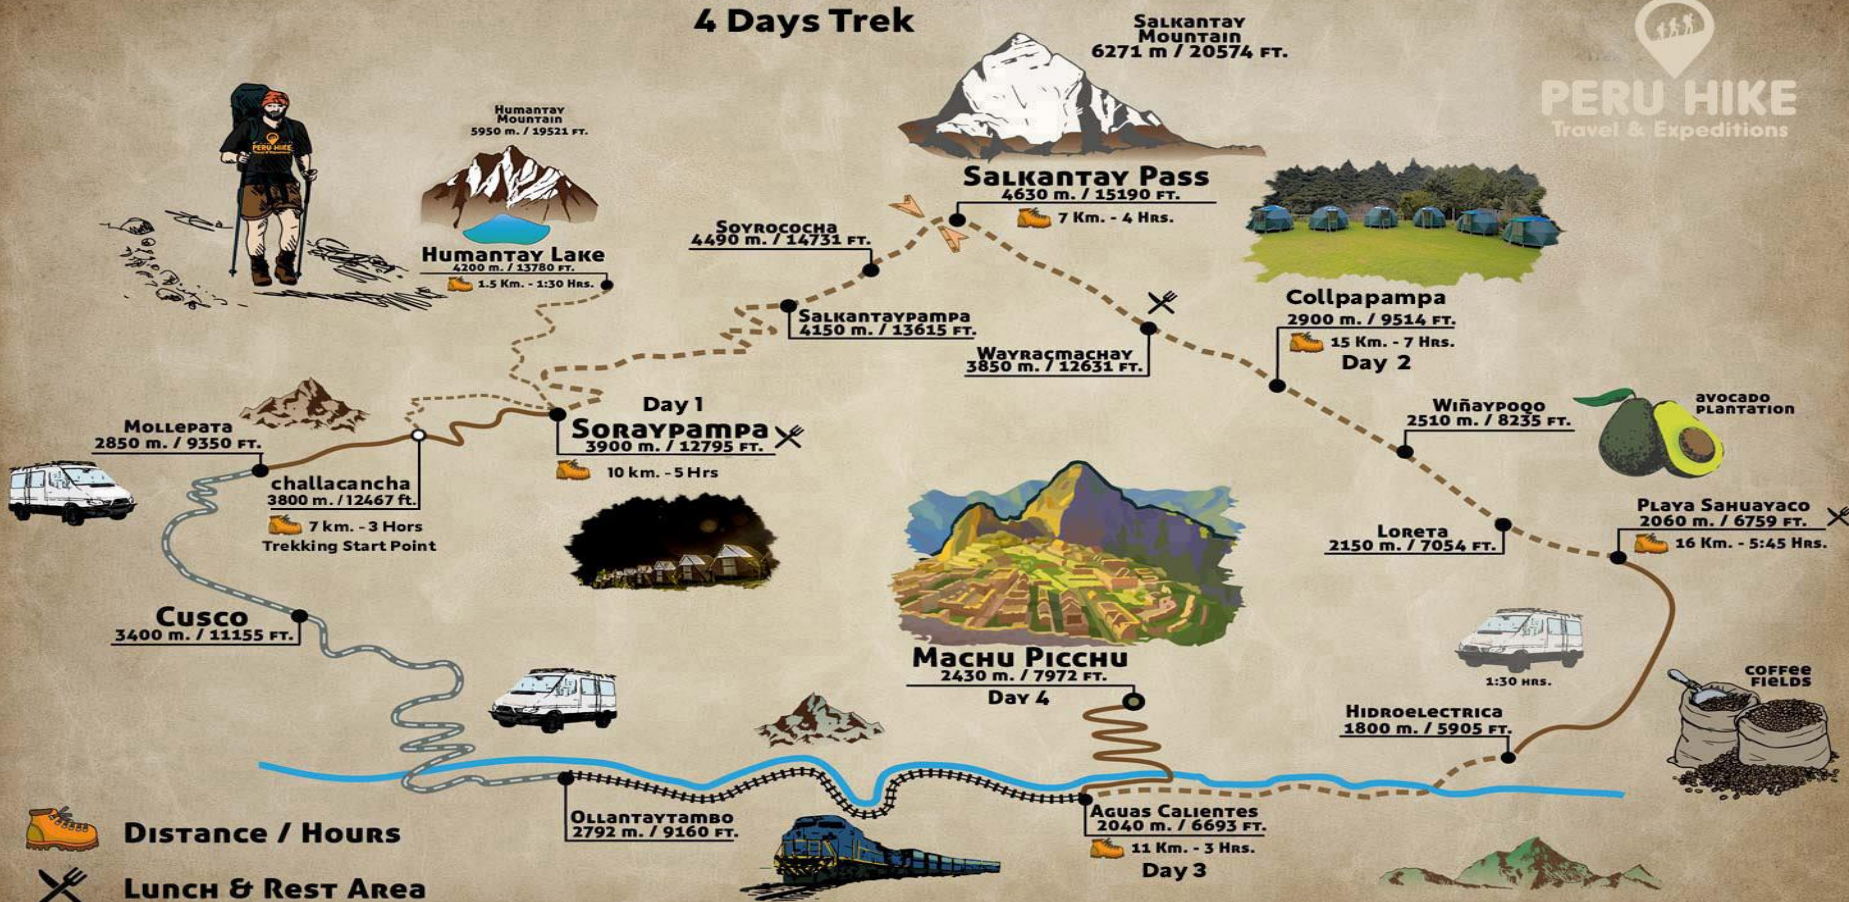 4 Days Trek
Salkantay
Mountain
6271 m / 20574 FT.
PERU HIKE
Travel & Expeditions
PERU HIKE
Humantay
Mountain
5950 m. / 19521 FT.
Humantay Lake
4200 m. / 13780 FT.
1.5 Km. - 1:30 Hrs.
Salkantay Pass
4630 m. / 15190 FT.
7 Km. - 4 Hrs.
Soyrococha
4490 m. / 14731 FT.
Salkantaypampa
4150 m. / 13615 FT.
Wayracmachay
3850 m. / 12631 FT.
Collpapampa
2900 m. / 9514 FT.
15 Km. - 7 Hrs.
Day 2
Day 1
Soraypampa
3900 m. / 12795 FT.
10 km. - 5 Hrs
Mollepata
2850 m. / 9350 FT.
challacancha
3800 m. / 12467 ft.
7 km. - 3 Hors
Trekking Start Point
Wiñaypoqo
2510 m. / 8235 FT.
AVOCADO
PLANTATION
Loreta
2150 m. / 7054 FT.
Playa Sahuayaco
2060 m. / 6759 FT.
16 Km. - 5:45 Hrs.
Cusco
3400 m. / 11155 FT.
Machu Picchu
2430 m. / 7972 FT.
Day 4
1:30 HRS.
COFFEE
FIELDS
Hidroelectrica
1800 m. / 5905 FT.
Ollantaytambo
2792 m. / 9160 FT.
Aguas Calientes
2040 m. / 6693 FT.
11 Km. - 3 Hrs.
Day 3
Distance / Hours
Lunch & Rest Area